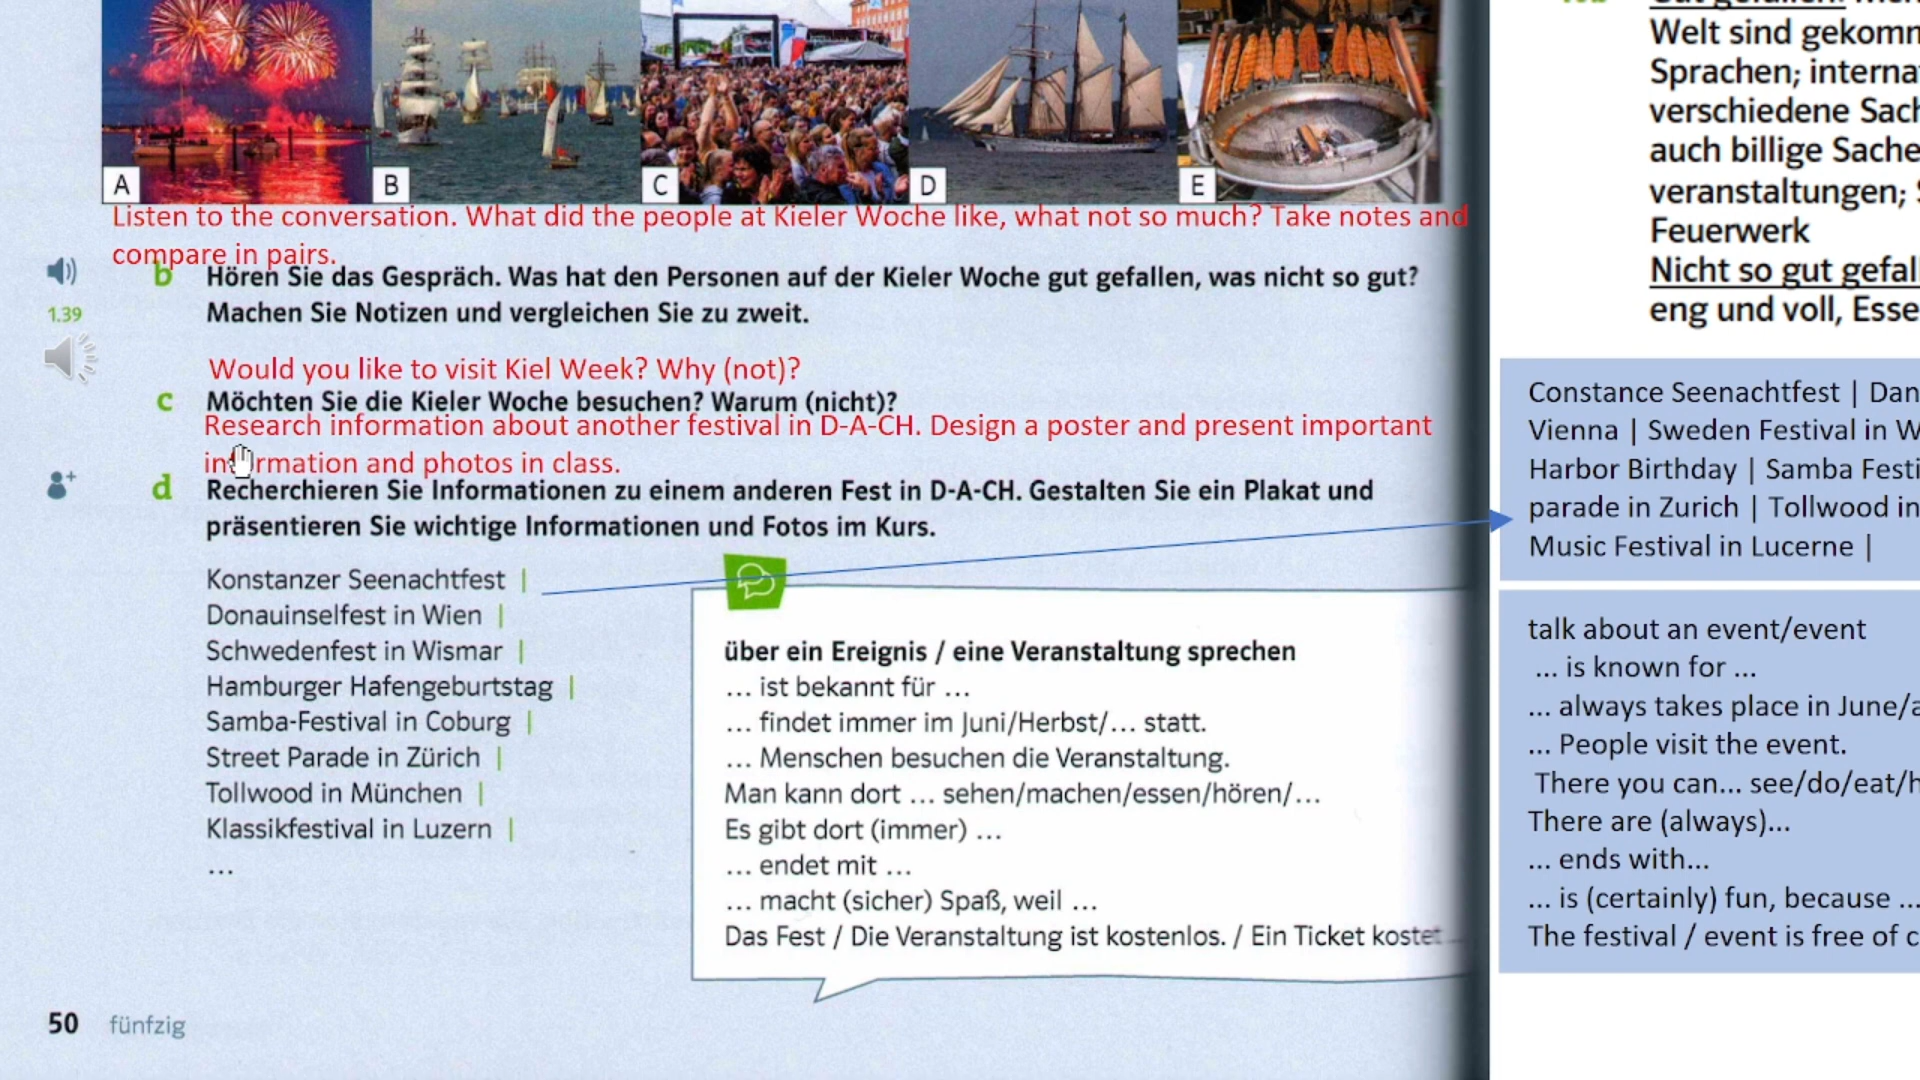 A
B
C
D
E
Listen to the conversation. What did the people at Kieler Woche like, what not so much? Take notes and
compare in pairs.
b Hören Sie das Gespräch. Was hat den Personen auf der Kieler Woche gut gefallen, was nicht so gut?
1.39 Machen Sie Notizen und vergleichen Sie zu zweit.
Would you like to visit Kiel Week? Why (not)?
c Möchten Sie die Kieler Woche besuchen? Warum (nicht)?
Research information about another festival in D-A-CH. Design a poster and present important
information and photos in class.
d Recherchieren Sie Informationen zu einem anderen Fest in D-A-CH. Gestalten Sie ein Plakat und
präsentieren Sie wichtige Informationen und Fotos im Kurs.
Konstanzer Seenachtfest |
Donauinselfest in Wien |
Schwedenfest in Wismar |
Hamburger Hafengeburtstag |
Samba-Festival in Coburg |
Street Parade in Zürich |
Tollwood in München |
Klassikfestival in Luzern |
...
über ein Ereignis / eine Veranstaltung sprechen
... ist bekannt für ...
... findet immer im Juni/Herbst/... statt.
... Menschen besuchen die Veranstaltung.
Man kann dort ... sehen/machen/essen/hören/...
Es gibt dort (immer) ...
... endet mit ...
... macht (sicher) Spaß, weil ...
Das Fest / Die Veranstaltung ist kostenlos. / Ein Ticket kostet
50 fünfzig
Welt sind
Sprachen;
verschiedene
auch billige
veranstaltungen;
Feuerwerk
Nicht so gut
eng und voll,
Constance Seenachtfest |
Vienna | Sweden Festival in
Harbor Birthday | Samba
parade in Zurich | Tollwood in
Music Festival in Lucerne |
talk about an event/event
... is known for ...
... always takes place in June/
... People visit the event.
There you can... see/do/eat/
There are (always)...
... ends with...
... is (certainly) fun, because ...
The festival / event is free of